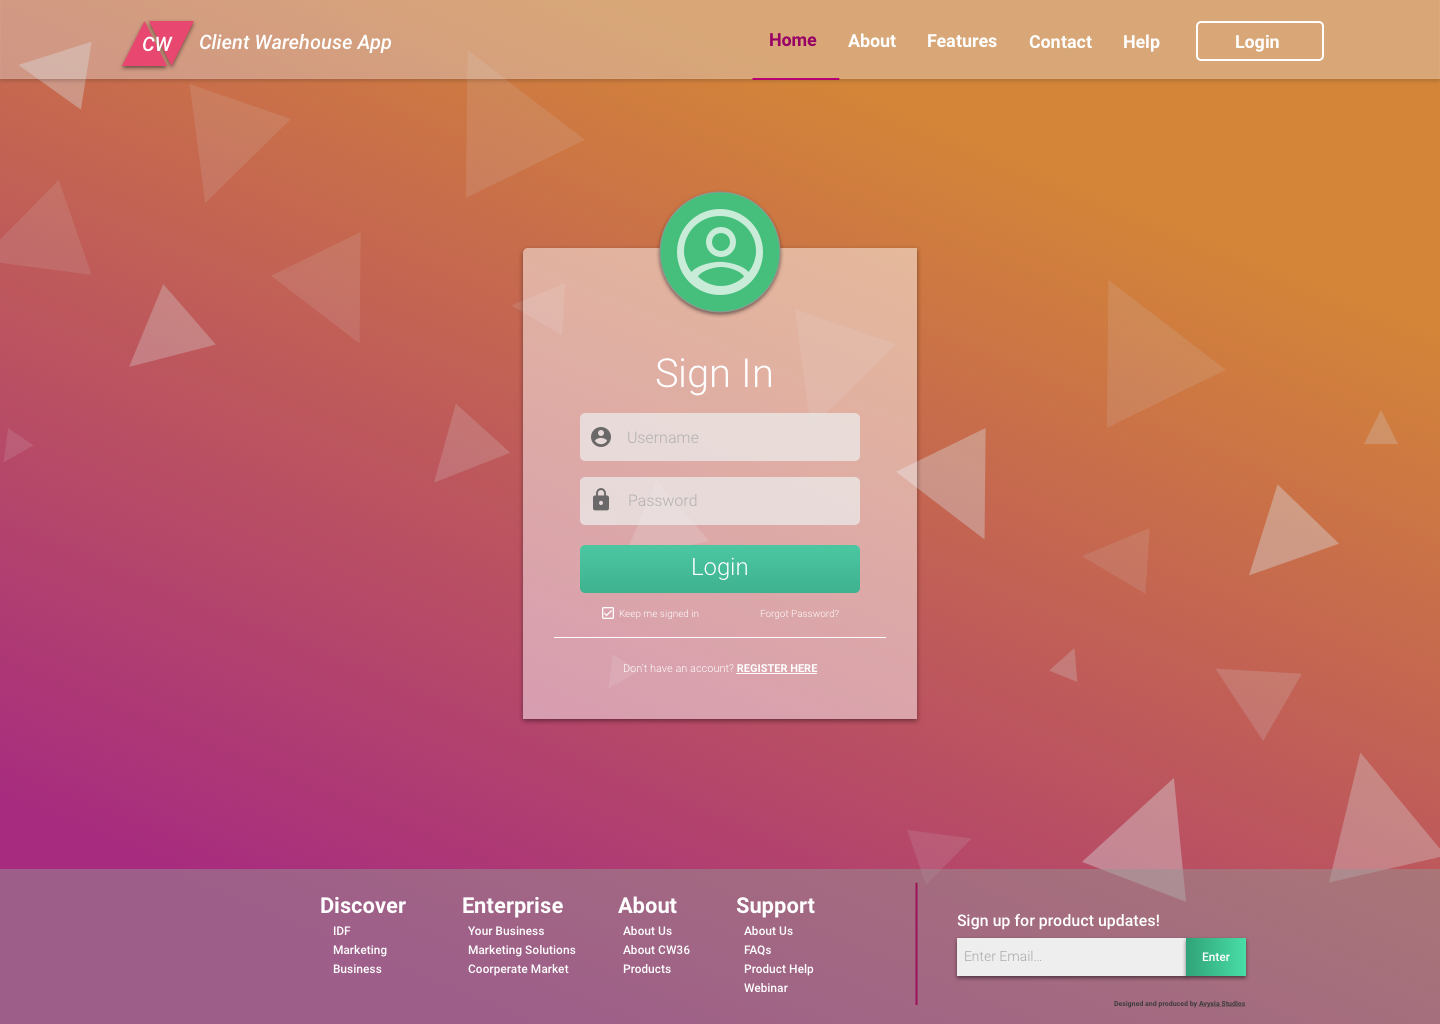 CW Client Warehouse App
Home About Features Contact Help Login
Sign In
Username
Password
Login
Keep me signed in Forgot Password?
Don't have an account? REGISTER HERE
Discover
IDF
Marketing
Business
Enterprise
Your Business
Marketing Solutions
Coorperate Market
About
About Us
About CW36
Products
Support
About Us
FAQs
Product Help
Webinar
Sign up for product updates!
Enter Email... Enter
Designed and produced by Avyxia Studios